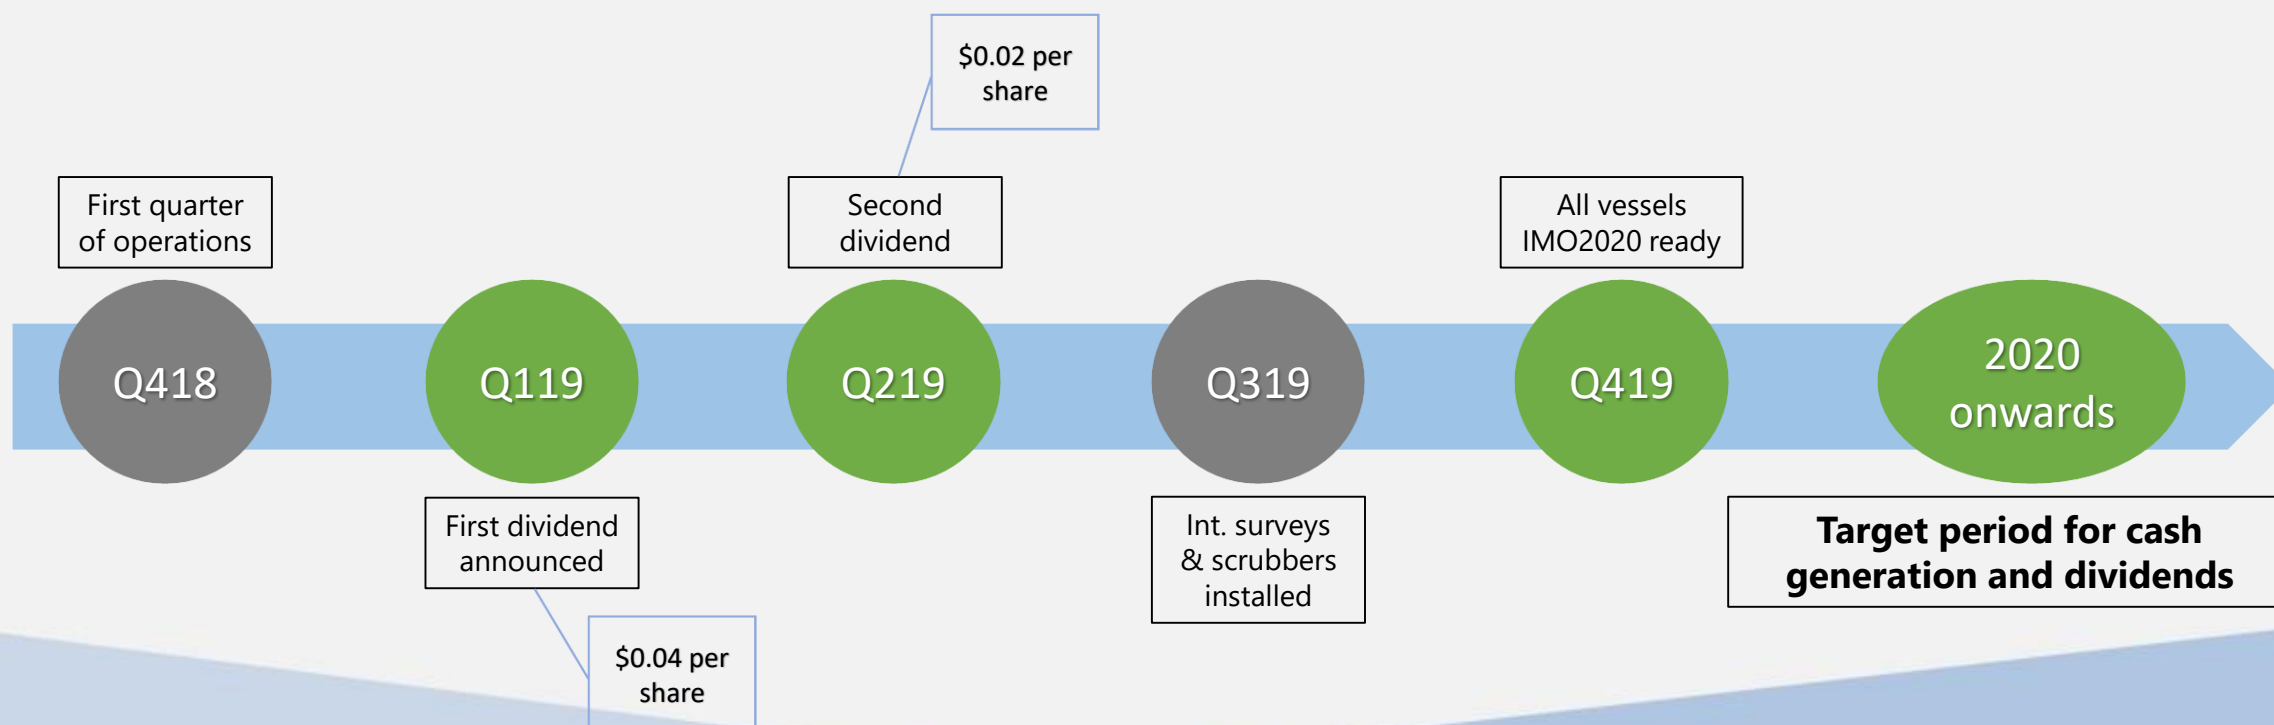 $0.02 per
share
First quarter
of operations
Second
dividend
All vessels
IMO2020 ready
Q418
Q119
Q219
Q319
Q419
2020
onwards
First dividend
announced
Int. surveys
& scrubbers
installed
Target period for cash
generation and dividends
$0.04 per
share